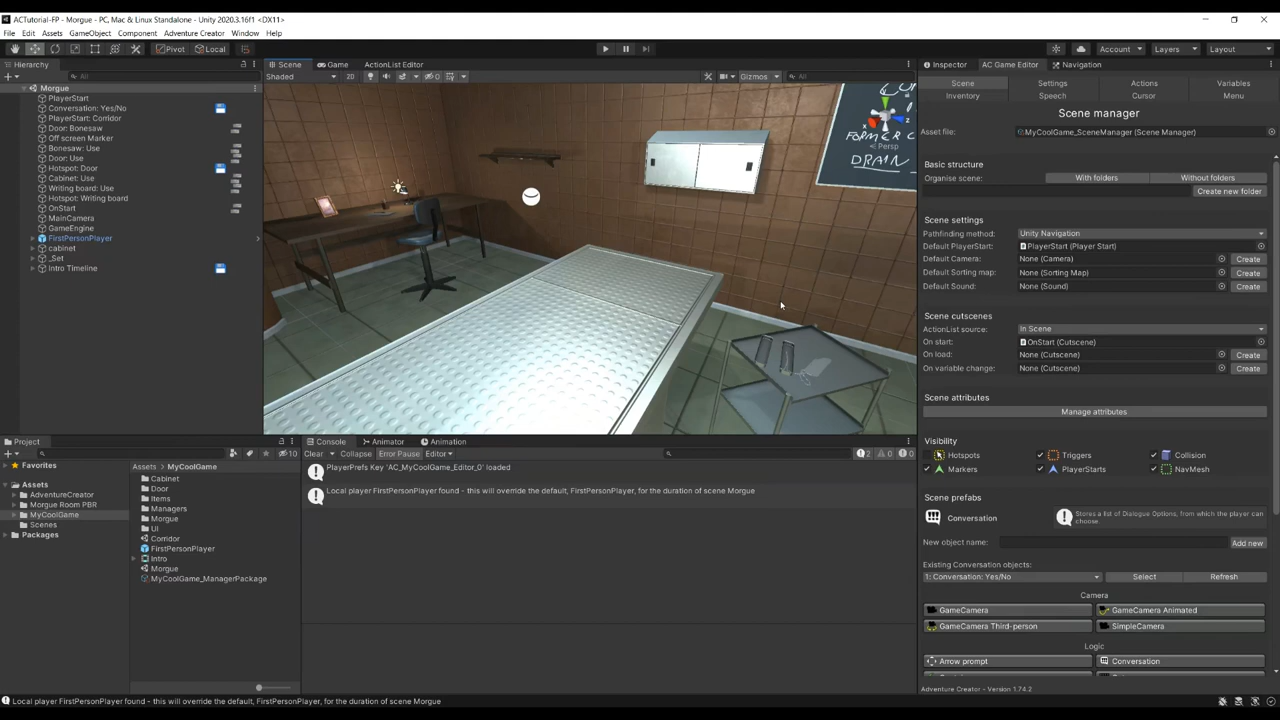 ACTutorial-FP - Morgue - PC, Mac & Linux Standalone - Unity 2020.3.16f1 <DX11>
File Edit Assets GameObject Component Adventure Creator Window Help
Pivot Local Account Layers Layout
Hierarchy
All
Morgue
PlayerStart
Conversation: Yes/No
PlayerStart: Corridor
Door: Bonesaw
Off screen Marker
Bonesaw: Use
Door: Use
Hotspot: Door
Cabinet: Use
Writing board: Use
Hotspot: Writing board
OnStart
MainCamera
GameEngine
FirstPersonPlayer
cabinet
_Set
Intro Timeline
Scene Game ActionList Editor
Shaded 2D 0 Gizmos All
FORMER
DRAIN
z
Persp
Inspector AC Game Editor Navigation
Scene Settings Actions Variables
Inventory Speech Cursor Menu
Scene manager
Asset file: MyCoolGame_SceneManager (Scene Manager)
Basic structure
Organise scene: With folders Without folders
Create new folder
Scene settings
Pathfinding method: Unity Navigation
Default PlayerStart: PlayerStart (Player Start)
Default Camera: None (Camera) Create
Default Sorting map: None (Sorting Map) Create
Default Sound: None (Sound) Create
Scene cutscenes
ActionList source: In Scene
On start: OnStart (Cutscene)
On load: None (Cutscene) Create
On variable change: None (Cutscene) Create
Scene attributes
Manage attributes
Visibility
Hotspots Triggers Collision
Markers PlayerStarts NavMesh
Scene prefabs
Conversation Stores a list of Dialogue Options, from which the player can choose.
New object name: Add new
Existing Conversation objects:
1: Conversation: Yes/No Select Refresh
Camera
GameCamera GameCamera Animated
GameCamera Third-person SimpleCamera
Logic
Arrow prompt Conversation
Adventure Creator - Version 1.74.2
Project
10
Favorites
Assets
AdventureCreator
Morgue Room PBR
MyCoolGame
Scenes
Packages
Assets > MyCoolGame
Cabinet
Door
Items
Managers
Morgue
UI
Corridor
FirstPersonPlayer
Intro
Morgue
MyCoolGame_ManagerPackage
Console Animator Animation
Clear Collapse Error Pause Editor 2 0 0
PlayerPrefs Key 'AC_MyCoolGame_Editor_0' loaded
Local player FirstPersonPlayer found - this will override the default, FirstPersonPlayer, for the duration of scene Morgue
Local player FirstPersonPlayer found - this will override the default, FirstPersonPlayer, for the duration of scene Morgue